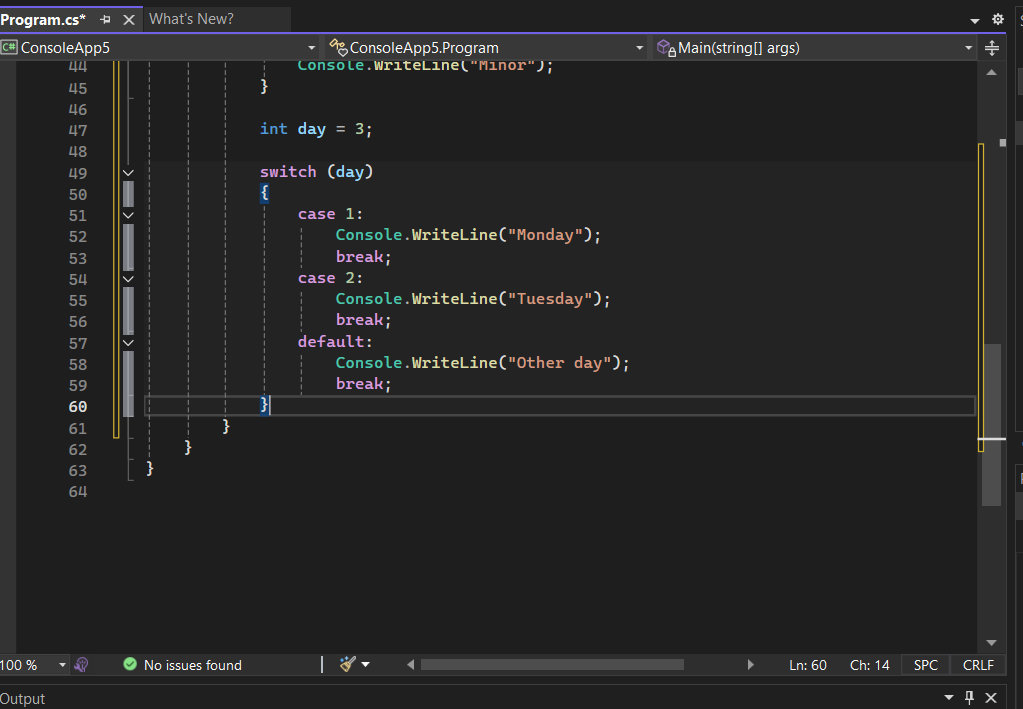 Program.cs* What's New?
C# ConsoleApp5 ConsoleApp5.Program Main(string[] args)
44 Console.WriteLine("Minor");
45 }
46
47 int day = 3;
48
49 switch (day)
50 {
51 case 1:
52 Console.WriteLine("Monday");
53 break;
54 case 2:
55 Console.WriteLine("Tuesday");
56 break;
57 default:
58 Console.WriteLine("Other day");
59 break;
60 }
61 }
62 }
63 }
64
100 % No issues found Ln: 60 Ch: 14 SPC CRLF
Output